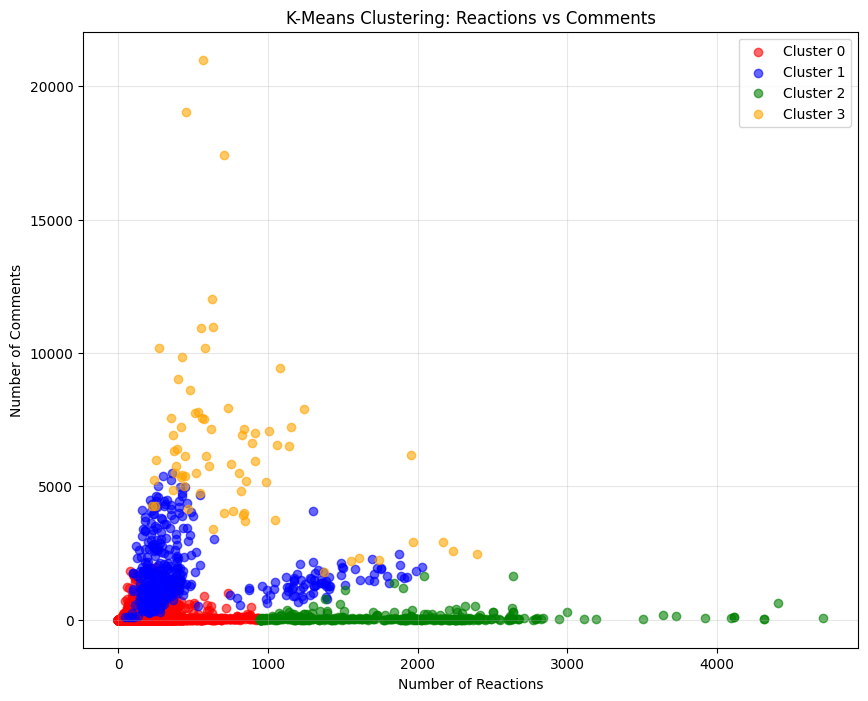 K-Means Clustering: Reactions vs Comments
Cluster 0
Cluster 1
Cluster 2
Cluster 3
Number of Comments
20000
15000
10000
5000
0
0
1000
2000
3000
4000
Number of Reactions